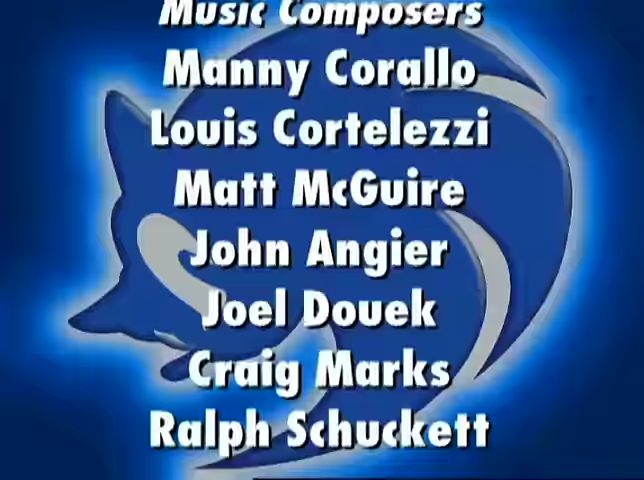 Music Composers
Manny Corallo
Louis Cortelezzi
Matt McGuire
John Angier
Joel Douek
Craig Marks
Ralph Schuckett